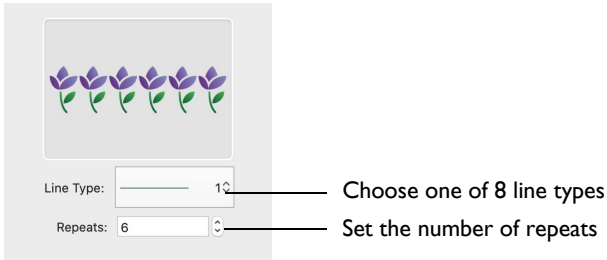 Line Type: 1 Choose one of 8 line types
Repeats: 6 Set the number of repeats